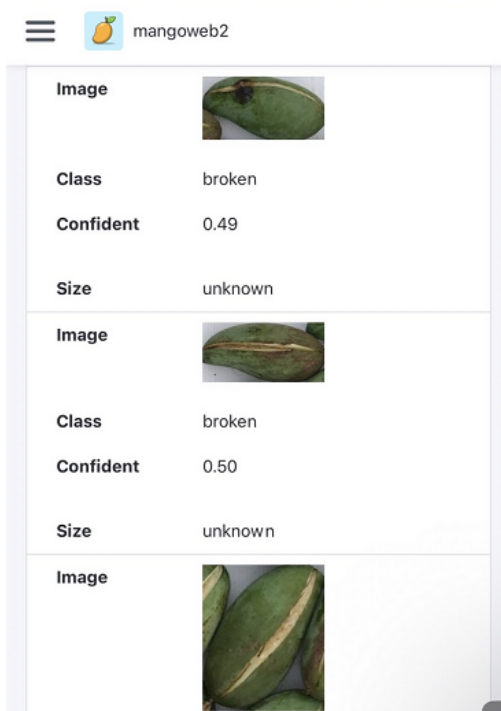 mangoweb2
Image
Class broken
Confident 0.49
Size unknown
Image
Class broken
Confident 0.50
Size unknown
Image